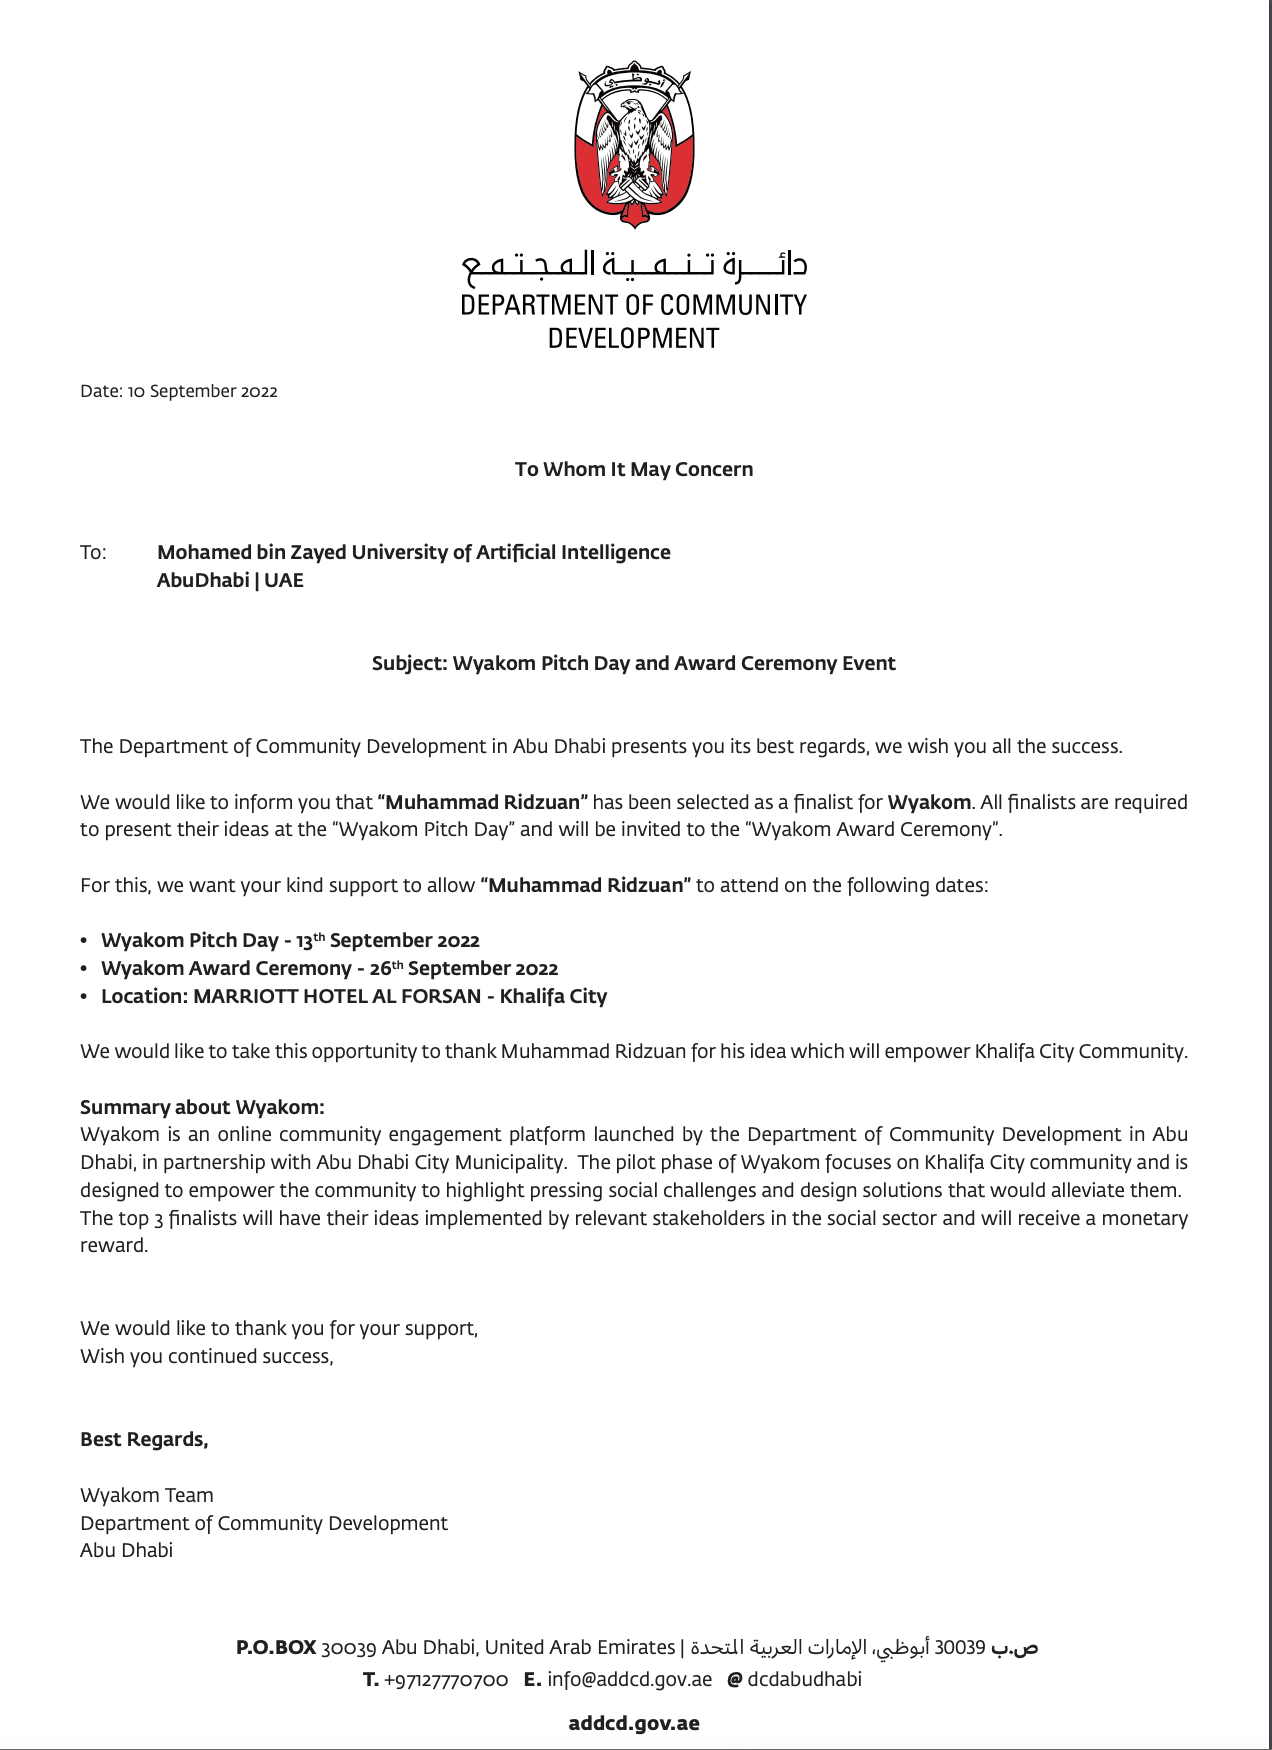 أبوظبي
دائرة تنمية المجتمع
DEPARTMENT OF COMMUNITY
DEVELOPMENT
Date: 10 September 2022
To Whom It May Concern
To: Mohamed bin Zayed University of Artificial Intelligence
AbuDhabi | UAE
Subject: Wyakom Pitch Day and Award Ceremony Event
The Department of Community Development in Abu Dhabi presents you its best regards, we wish you all the success.
We would like to inform you that “Muhammad Ridzuan” has been selected as a finalist for Wyakom. All finalists are required
to present their ideas at the “Wyakom Pitch Day” and will be invited to the “Wyakom Award Ceremony”.
For this, we want your kind support to allow “Muhammad Ridzuan” to attend on the following dates:
• Wyakom Pitch Day - 13th September 2022
• Wyakom Award Ceremony - 26th September 2022
• Location: MARRIOTT HOTEL AL FORSAN - Khalifa City
We would like to take this opportunity to thank Muhammad Ridzuan for his idea which will empower Khalifa City Community.
Summary about Wyakom:
Wyakom is an online community engagement platform launched by the Department of Community Development in Abu
Dhabi, in partnership with Abu Dhabi City Municipality. The pilot phase of Wyakom focuses on Khalifa City community and is
designed to empower the community to highlight pressing social challenges and design solutions that would alleviate them.
The top 3 finalists will have their ideas implemented by relevant stakeholders in the social sector and will receive a monetary
reward.
We would like to thank you for your support,
Wish you continued success,
Best Regards,
Wyakom Team
Department of Community Development
Abu Dhabi
P.O.BOX 30039 Abu Dhabi, United Arab Emirates | ص.ب 30039 أبوظبي، الإمارات العربية المتحدة
T. +97127770700 E. info@addcd.gov.ae @ dcdabudhabi
addcd.gov.ae